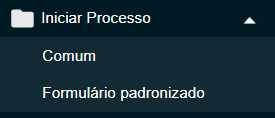 Iniciar Processo
Comum
Formulário padronizado